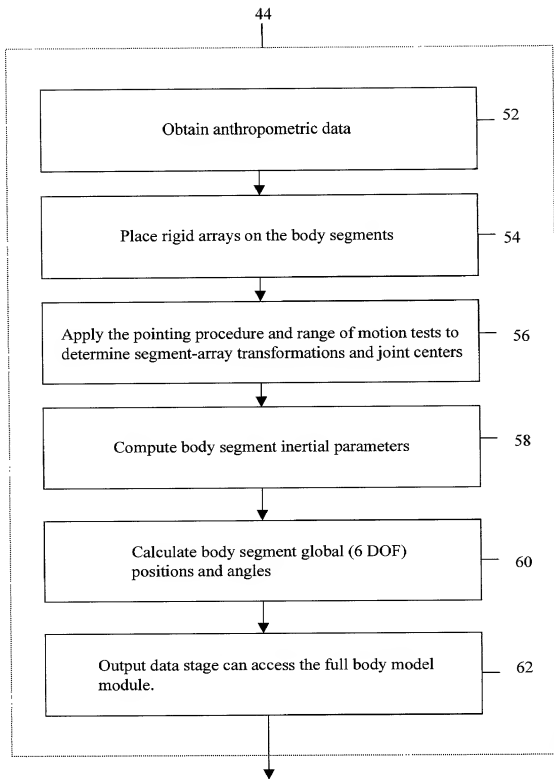 44
Obtain anthropometric data
52
Place rigid arrays on the body segments
54
Apply the pointing procedure and range of motion tests to
determine segment-array transformations and joint centers
56
Compute body segment inertial parameters
58
Calculate body segment global (6 DOF)
positions and angles
60
Output data stage can access the full body model
module.
62